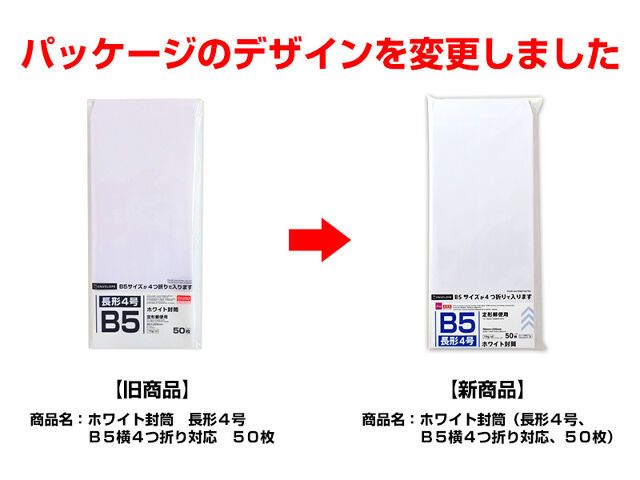 パッケージのデザインを変更しました
ENVELOPE
B5サイズが4つ折りで入ります
長形4号
B5
ホワイト封筒
定形郵便用
50枚
B5サイズが4つ折りで入ります
B5
長形4号
定形郵便用
50枚
ホワイト封筒
【旧商品】
商品名：ホワイト封筒　長形４号
Ｂ５横４つ折り対応　５０枚
【新商品】
商品名：ホワイト封筒（長形４号、
Ｂ５横４つ折り対応、５０枚）